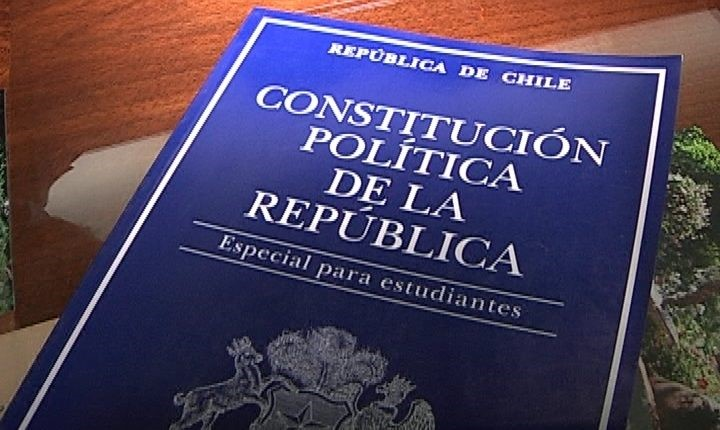 REPÚBLICA DE CHILE
CONSTITUCIÓN
POLÍTICA
DE LA
REPÚBLICA
Especial para estudiantes